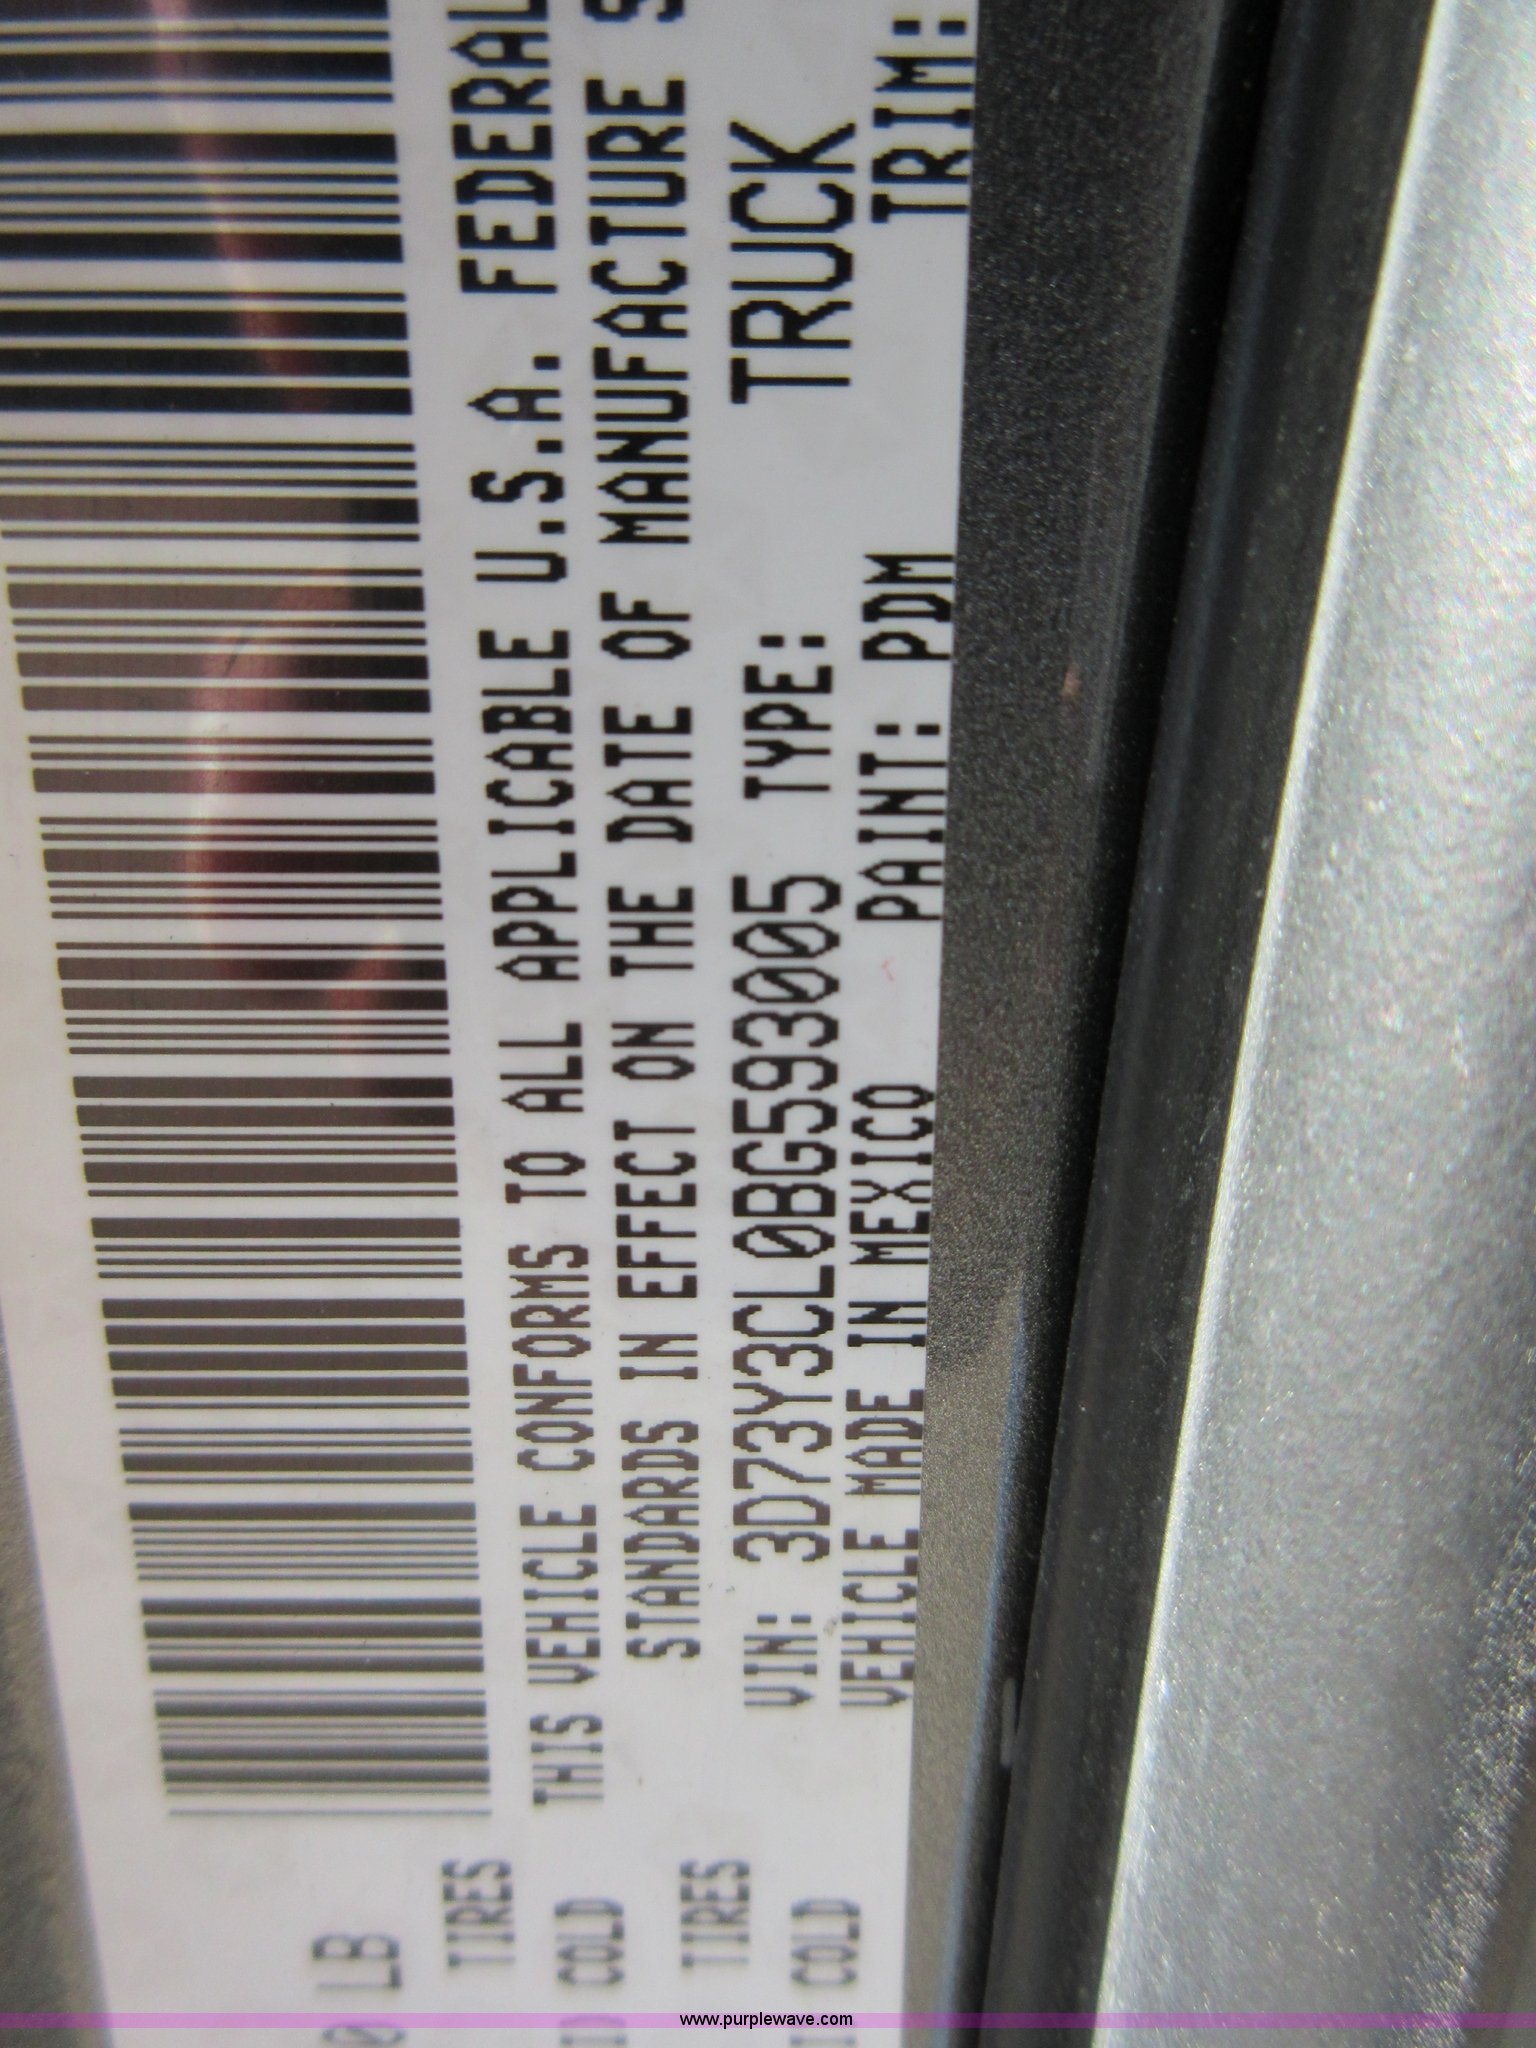 0 LB
TIRES
D COLD
TIRES
COLD
THIS VEHICLE CONFORMS TO ALL APPLICABLE U.S.A. FEDERAL
STANDARDS IN EFFECT ON THE DATE OF MANUFACTURE S
VIN: 3D73Y3CL0BG593005 TYPE: TRUCK
VEHICLE MADE IN MEXICO PAINT: PDM TRIM:
www.purplewave.com